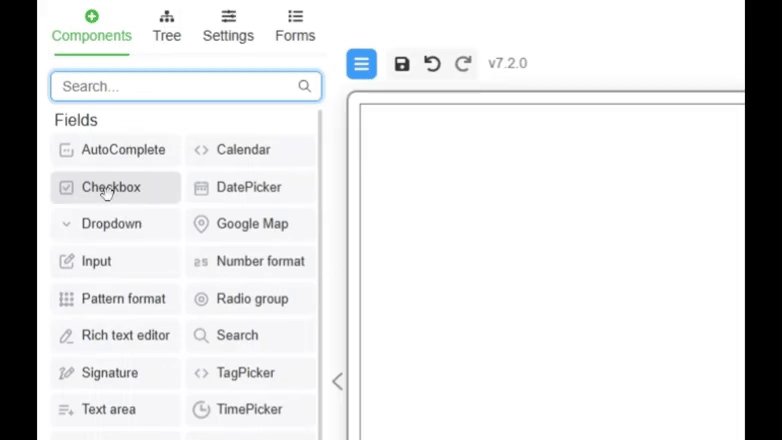 Components Tree Settings Forms
v7.2.0
Search...
Fields
AutoComplete Calendar
Checkbox DatePicker
Dropdown Google Map
Input Number format
Pattern format Radio group
Rich text editor Search
Signature TagPicker
Text area TimePicker